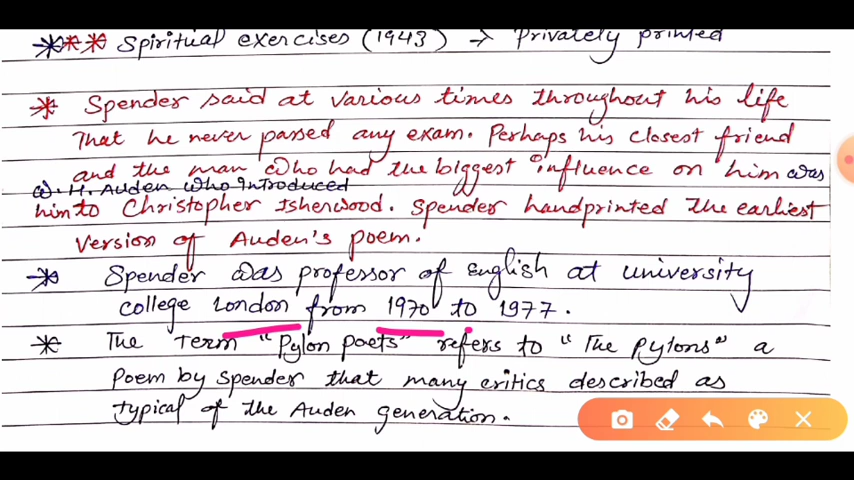 *** Spiritual exercises (1943) → Privately printed
* Spender said at various times throughout his life
That he never passed any exam. Perhaps his closest friend
and the man who had the biggest influence on him was
W. H. Auden who introduced
him to Christopher Isherwood. Spender handprinted the earliest
version of Auden's poem.
* Spender was professor of English at university
college London from 1970 to 1977.
* The term "Pylon poets" refers to "The Pylons" a
Poem by Spender that many critics described as
typical of the Auden generation.